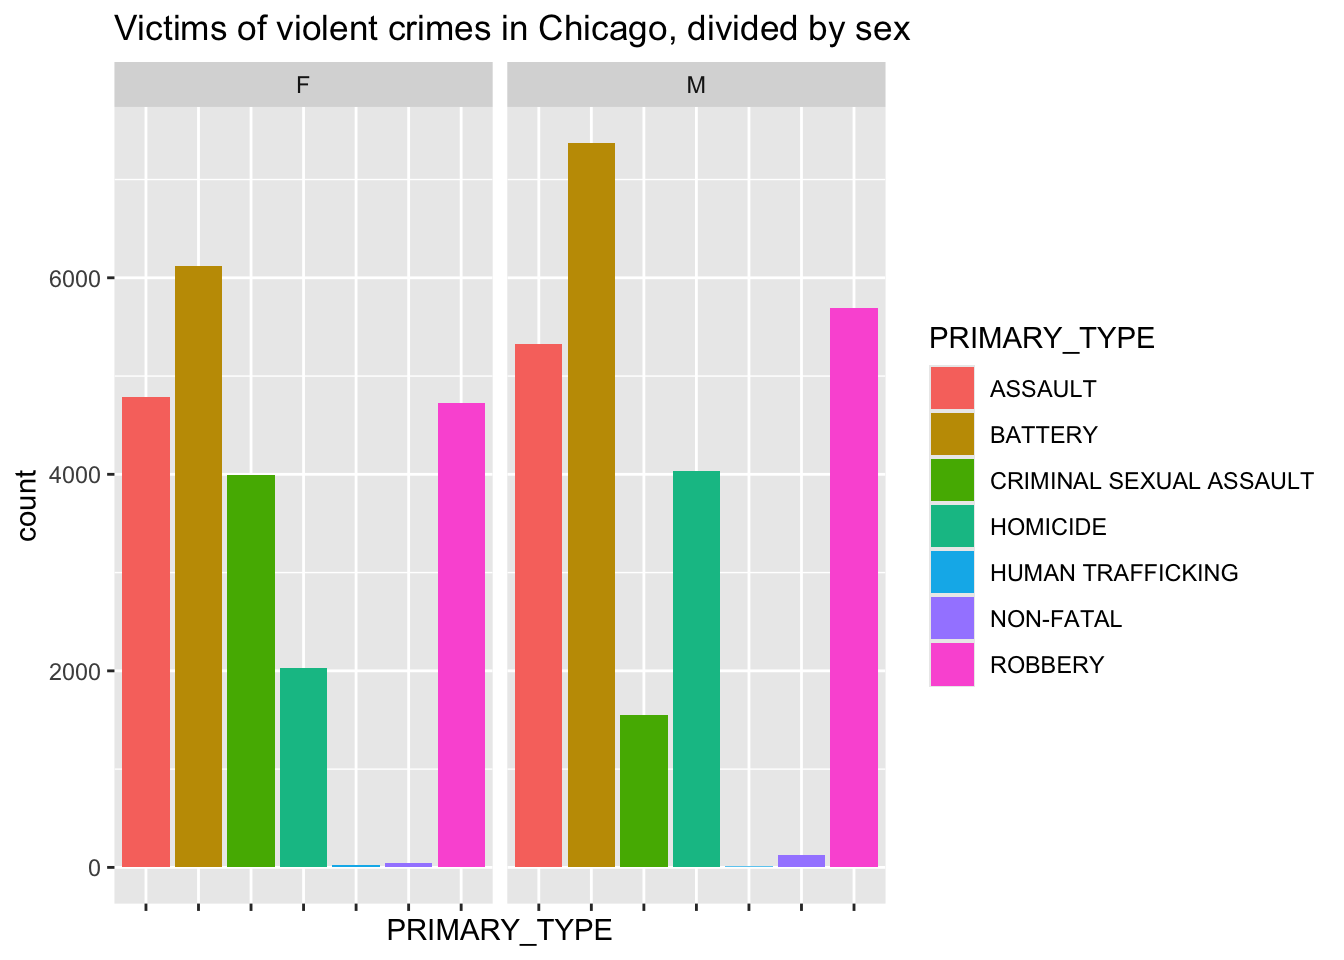 Victims of violent crimes in Chicago, divided by sex
F
M
6000
4000
2000
0
count
PRIMARY_TYPE
PRIMARY_TYPE
ASSAULT
BATTERY
CRIMINAL SEXUAL ASSAULT
HOMICIDE
HUMAN TRAFFICKING
NON-FATAL
ROBBERY